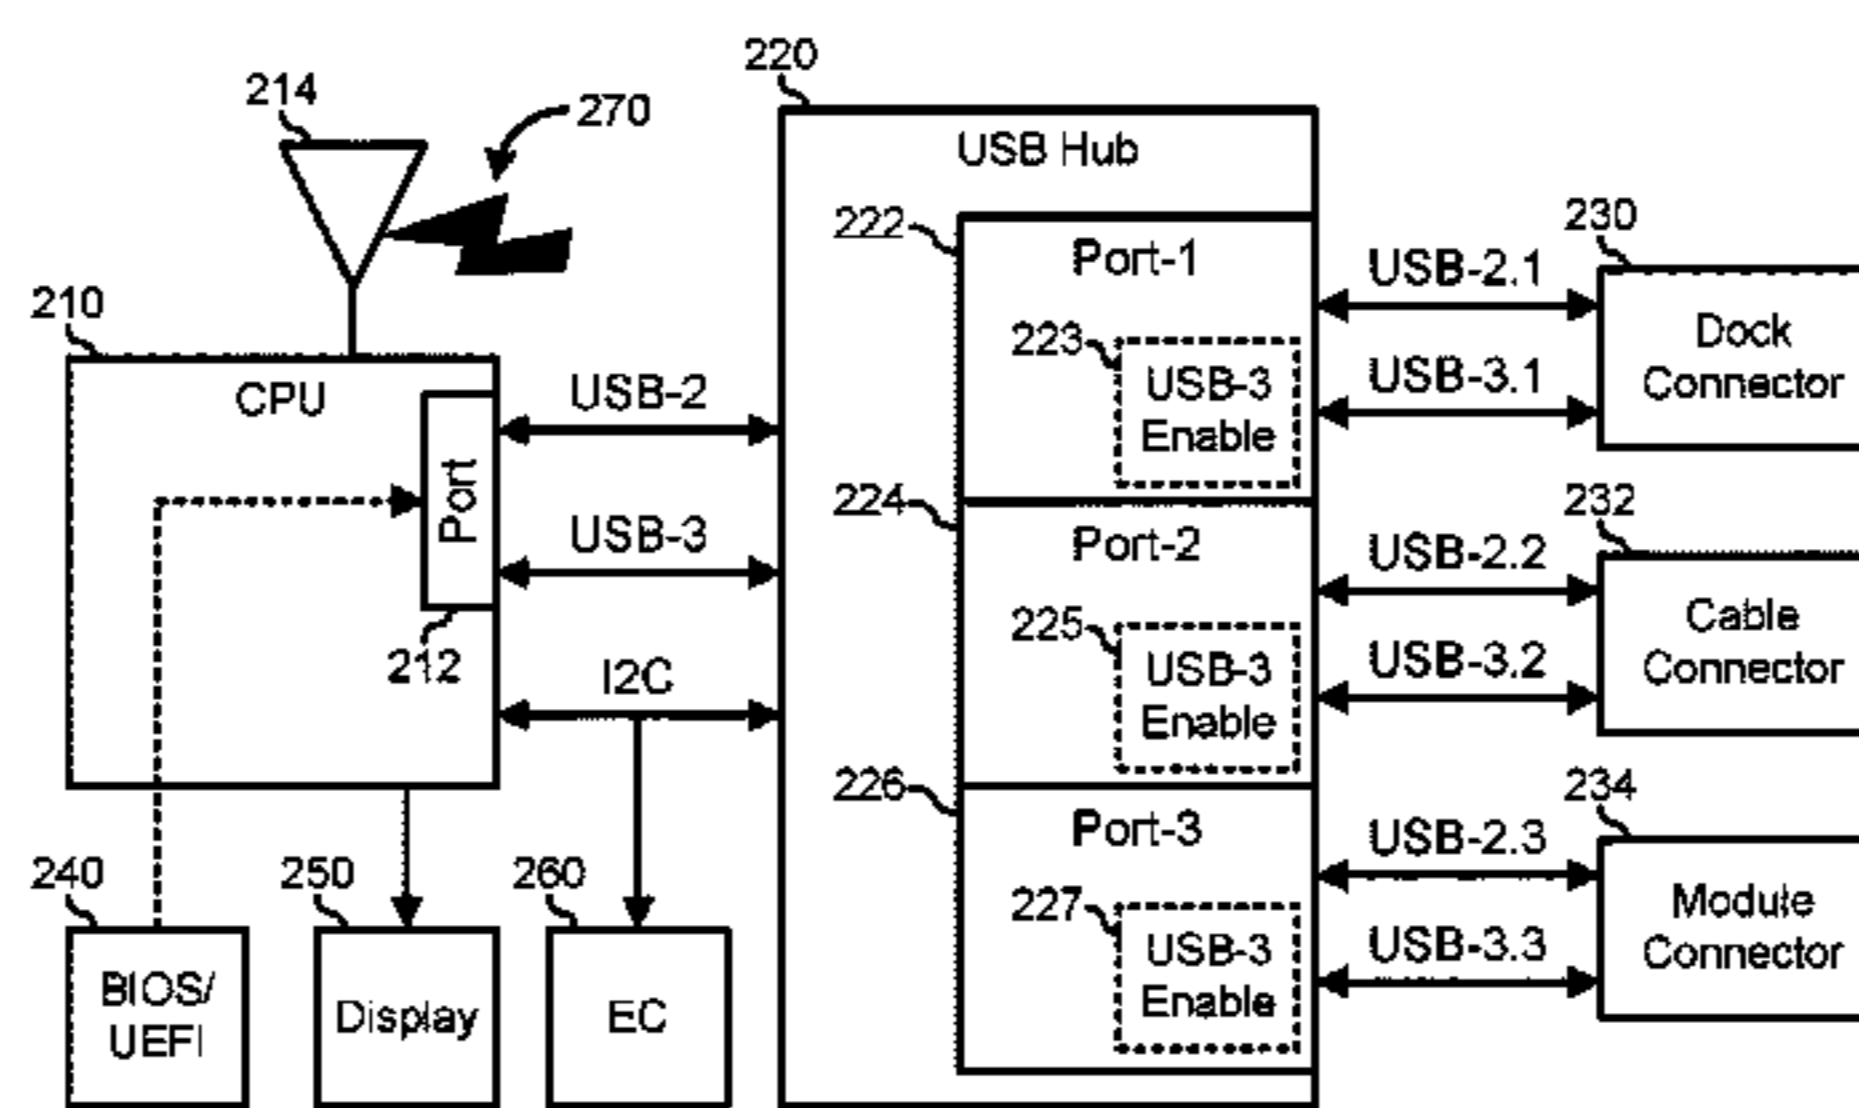 220
214
270
USB Hub
222
230
Port-1
USB-2.1
210
223
Dock
Connector
USB-3
Enable
USB-3.1
CPU
USB-2
Port
224
232
Port-2
USB-3
USB-2.2
212
225
Cable
Connector
USB-3
Enable
USB-3.2
I2C
226
234
Port-3
USB-2.3
240
250
260
227
Module
Connector
USB-3
Enable
USB-3.3
BIOS/
UEFI
Display
EC